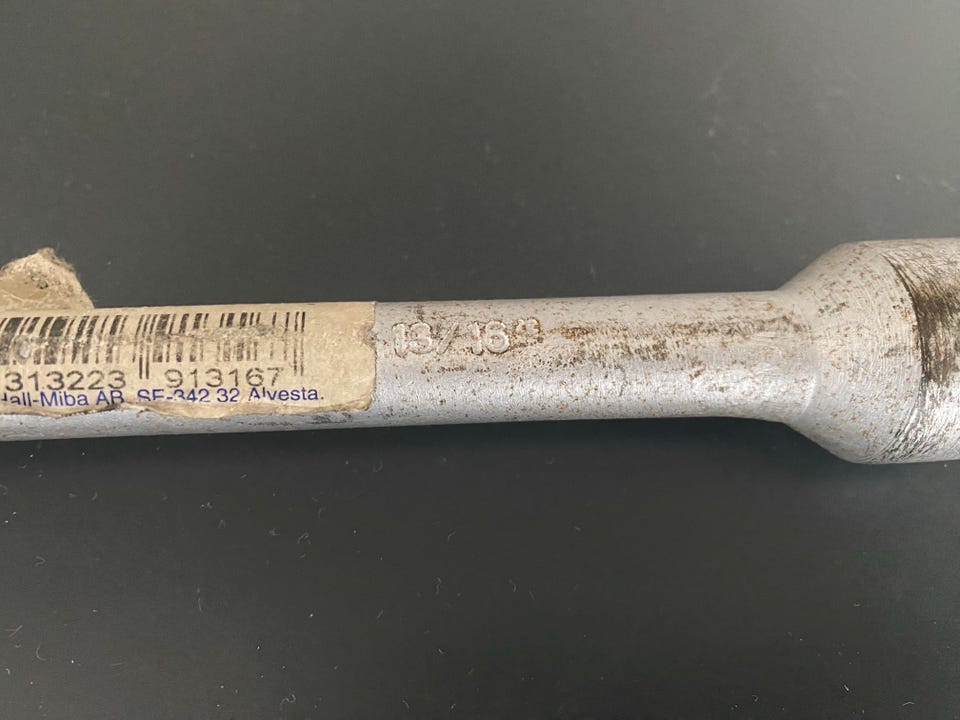 13/16"
313223 913167
Hall-Miba AB, SE-342 32 Alvesta.